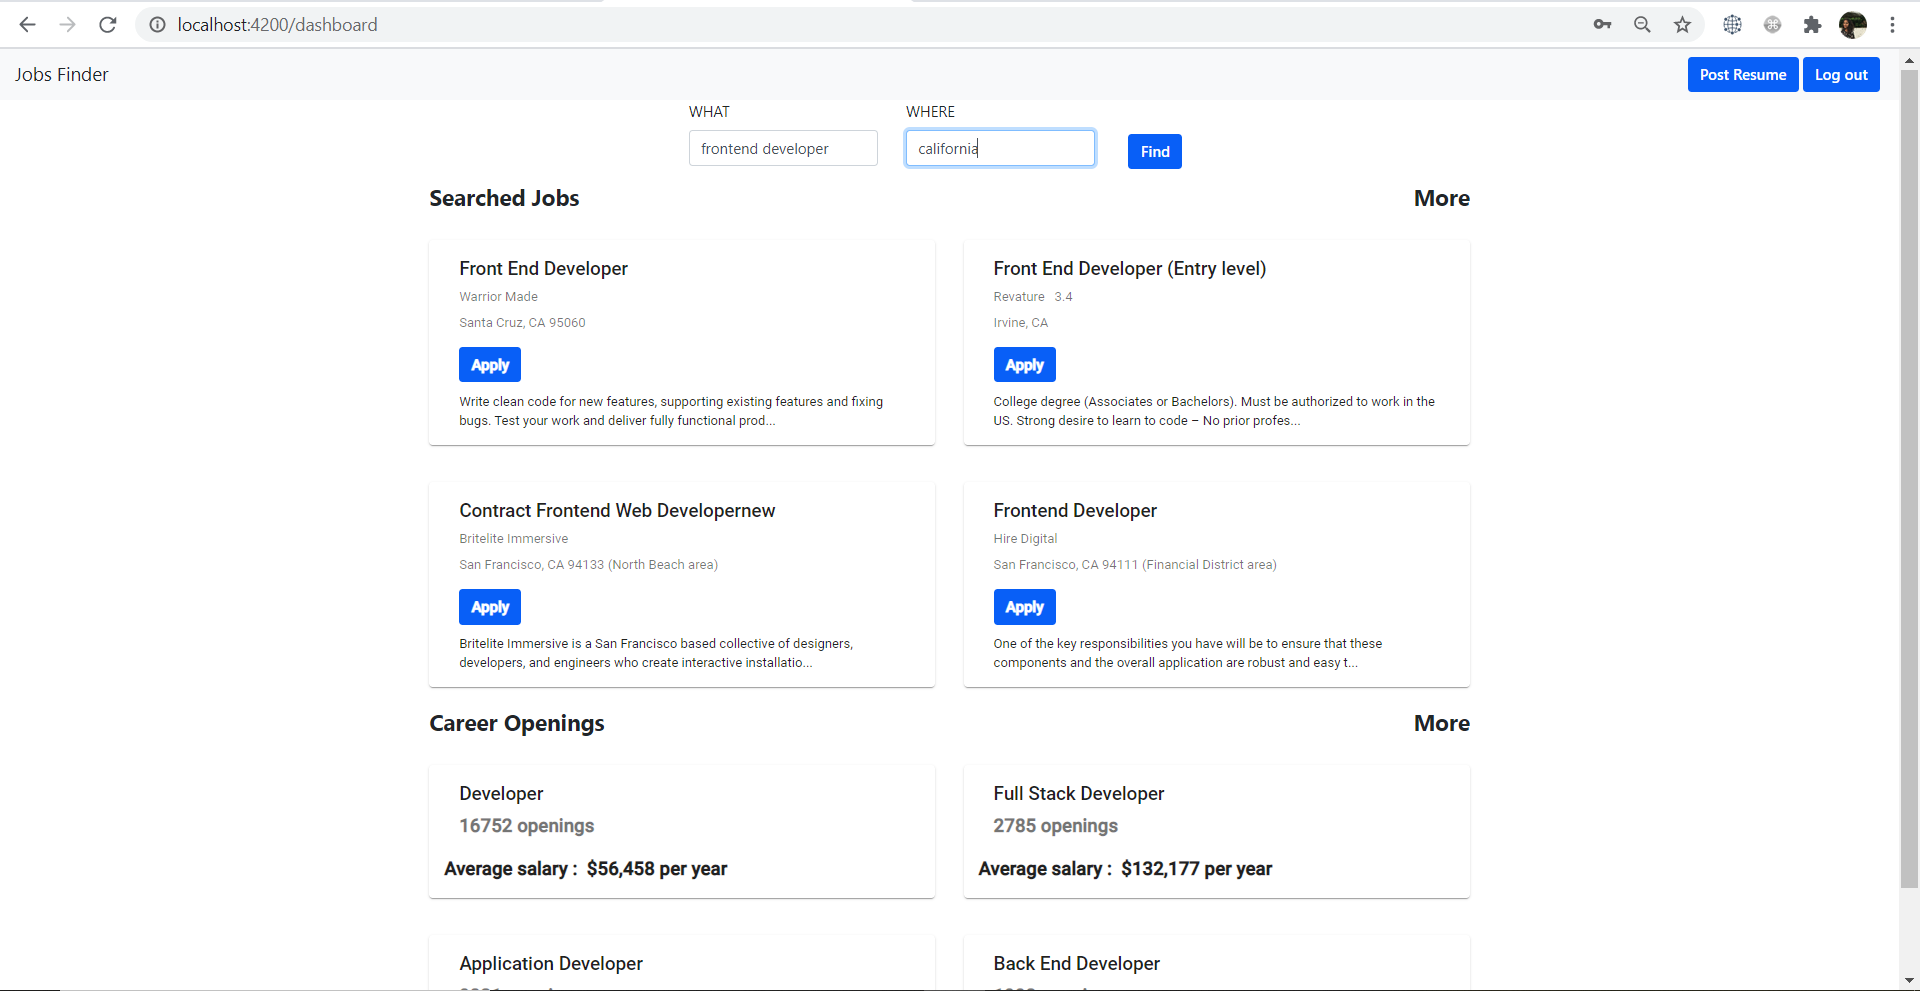 localhost:4200/dashboard
Jobs Finder
Post Resume
Log out
WHAT
WHERE
frontend developer
california
Find
Searched Jobs
More
Front End Developer
Warrior Made
Santa Cruz, CA 95060
Apply
Write clean code for new features, supporting existing features and fixing
bugs. Test your work and deliver fully functional prod...
Front End Developer (Entry level)
Revature 3.4
Irvine, CA
Apply
College degree (Associates or Bachelors). Must be authorized to work in the
US. Strong desire to learn to code – No prior profes...
Contract Frontend Web Developernew
Britelite Immersive
San Francisco, CA 94133 (North Beach area)
Apply
Britelite Immersive is a San Francisco based collective of designers,
developers, and engineers who create interactive installatio...
Frontend Developer
Hire Digital
San Francisco, CA 94111 (Financial District area)
Apply
One of the key responsibilities you have will be to ensure that these
components and the overall application are robust and easy t...
Career Openings
More
Developer
16752 openings
Average salary : $56,458 per year
Full Stack Developer
2785 openings
Average salary : $132,177 per year
Application Developer
Back End Developer